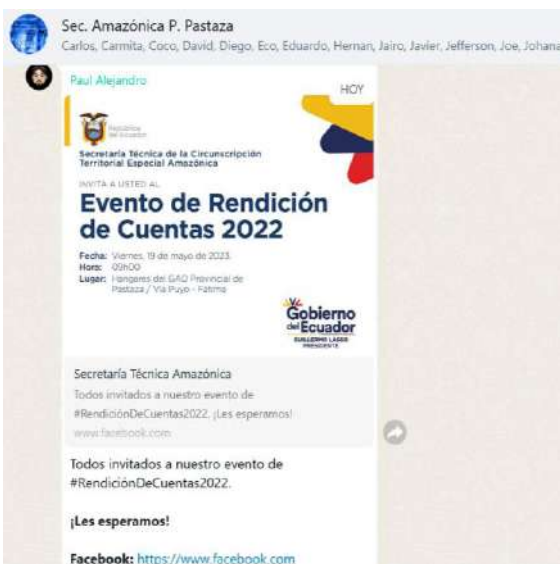 Sec. Amazónica P. Pastaza
Carlos, Carmita, Coco, David, Diego, Eco, Eduardo, Hernan, Jairo, Javier, Jefferson, Joe, Johana
Paul Alejandro
HOY
República
del Ecuador
Secretaría Técnica de la Circunscripción
Territorial Especial Amazónica
INVITA A USTED AL
Evento de Rendición
de Cuentas 2022
Fecha: Viernes, 19 de mayo de 2023
Hora: 09h00
Lugar: Hangares del GAD Provincial de
Pastaza / Vía Puyo - Fátima
Gobierno
del Ecuador
GUILLERMO LASSO
PRESIDENTE
Secretaría Técnica Amazónica
Todos invitados a nuestro evento de
#RendiciónDeCuentas2022. ¡Les esperamos!
www.facebook.com
Todos invitados a nuestro evento de
#RendiciónDeCuentas2022.
¡Les esperamos!
Facebook: https://www.facebook.com